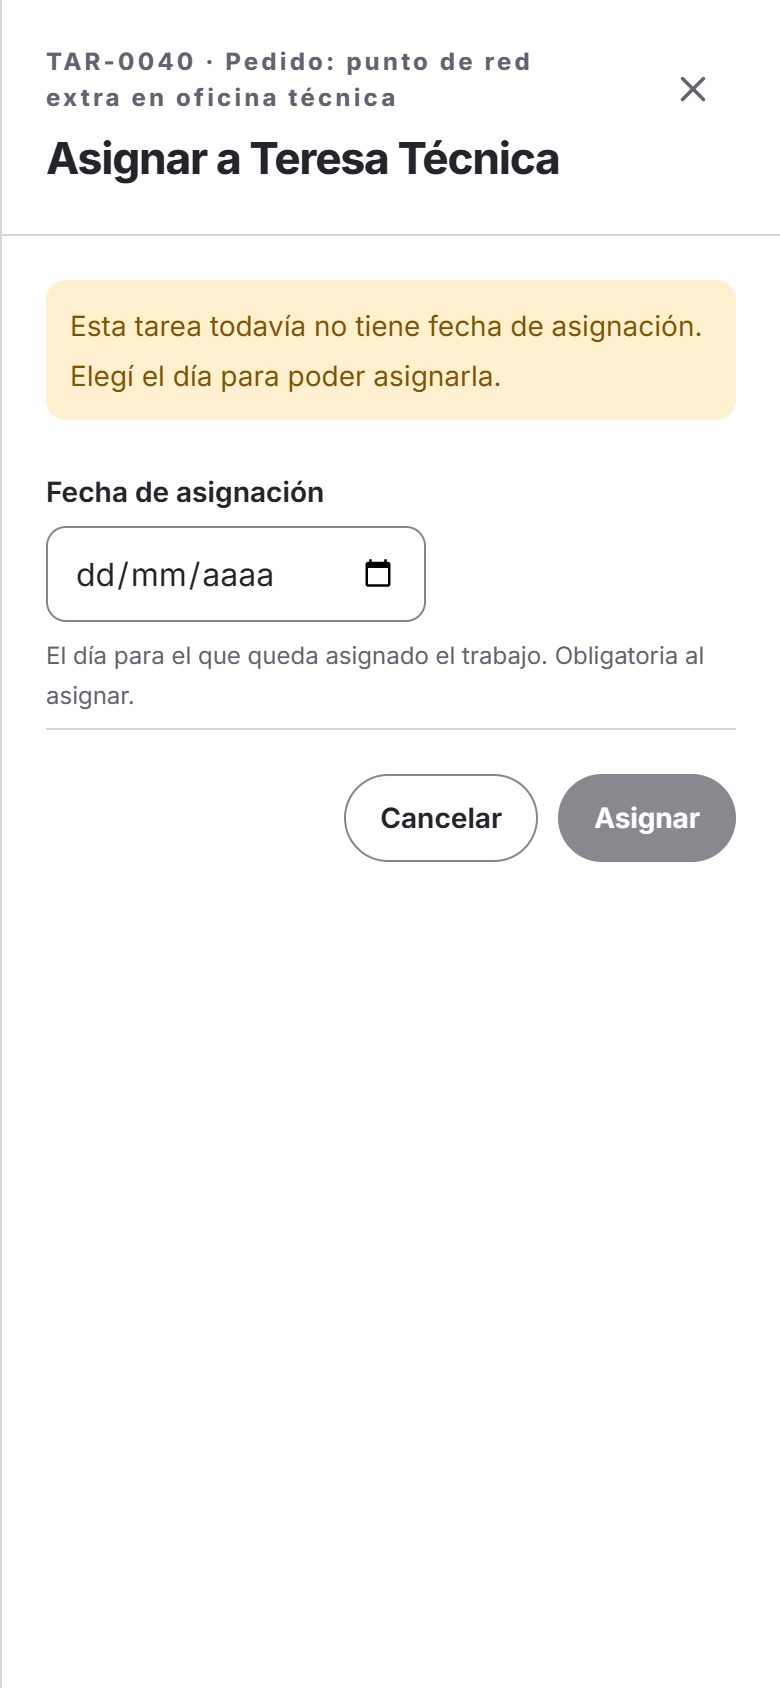 TAR-0040 · Pedido: punto de red
extra en oficina técnica
Asignar a Teresa Técnica
Esta tarea todavía no tiene fecha de asignación.
Elegí el día para poder asignarla.
Fecha de asignación
dd/mm/aaaa
El día para el que queda asignado el trabajo. Obligatoria al
asignar.
Cancelar
Asignar